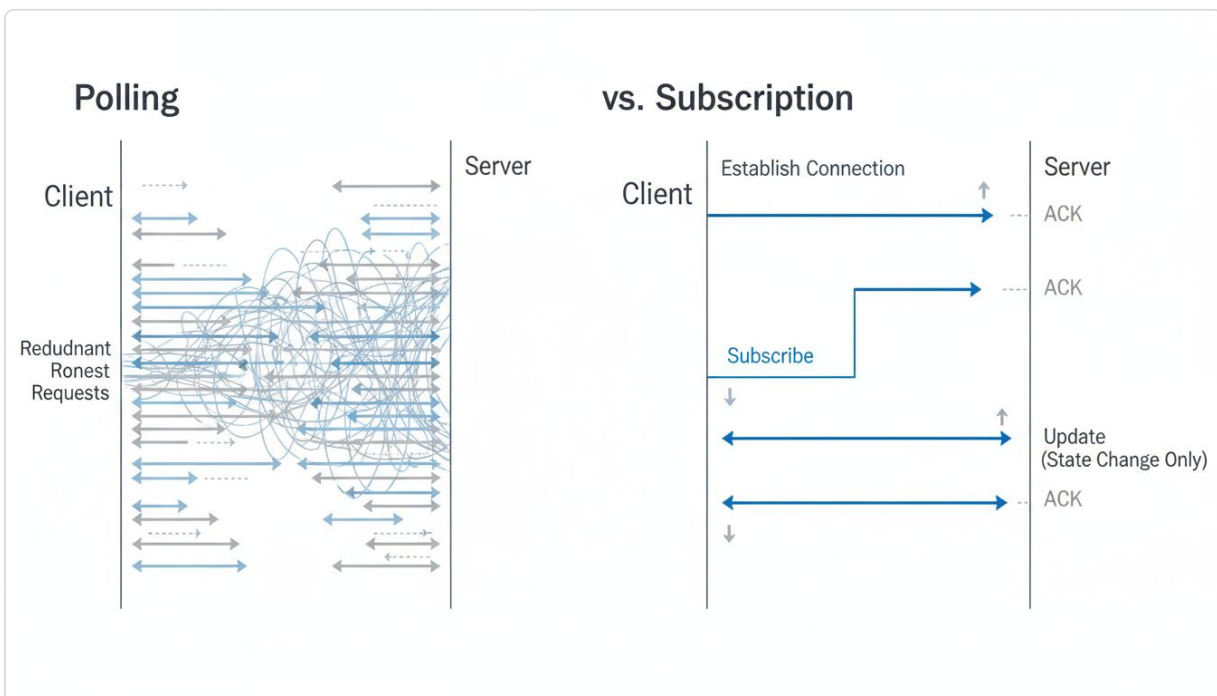 Polling
Server
Client
Redudnant
Ronest
Requests
vs. Subscription
Establish Connection
Server
Client
ACK
ACK
Subscribe
Update
(State Change Only)
ACK